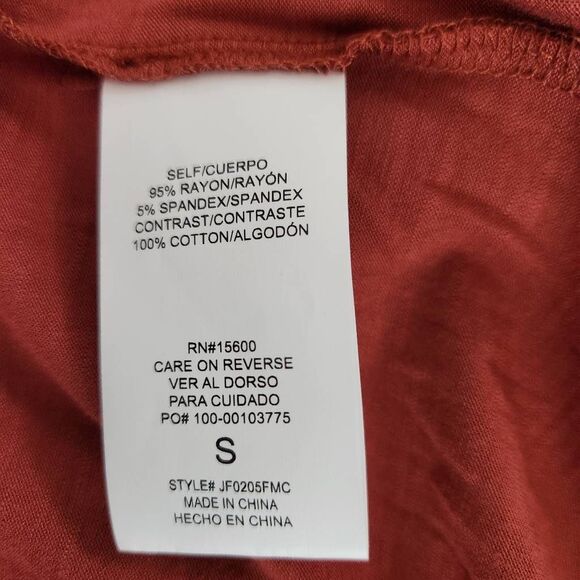 SELF/CUERPO
95% RAYON/RAYÓN
5% SPANDEX/SPANDEX
CONTRAST/CONTRASTE
100% COTTON/ALGODÓN
RN#15600
CARE ON REVERSE
VER AL DORSO
PARA CUIDADO
PO# 100-00103775
S
STYLE# JF0205FMC
MADE IN CHINA
HECHO EN CHINA